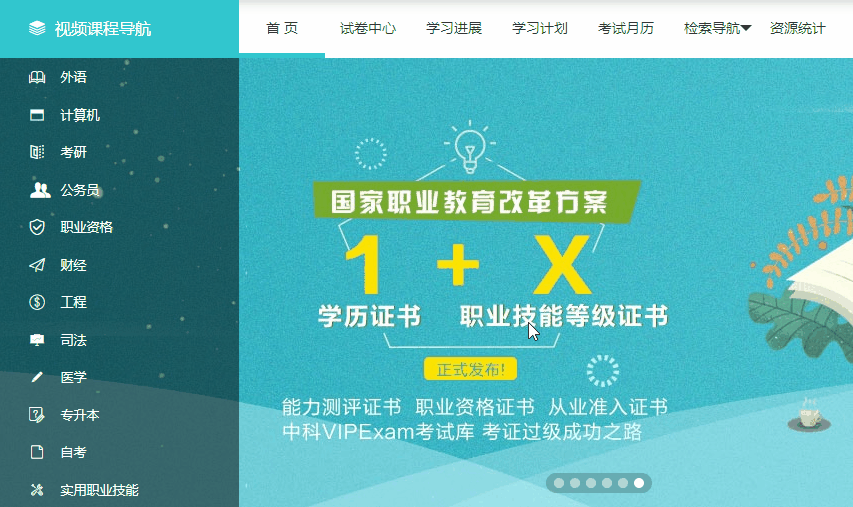 视频课程导航
首 页
试卷中心
学习进展
学习计划
考试月历
检索导航
资源统计
外语
计算机
考研
公务员
职业资格
财经
工程
司法
医学
专升本
自考
实用职业技能
国家职业教育改革方案
1 + X
学历证书 职业技能等级证书
正式发布!
能力测评证书 职业资格证书 从业准入证书
中科VIPExam考试库 考证过级成功之路